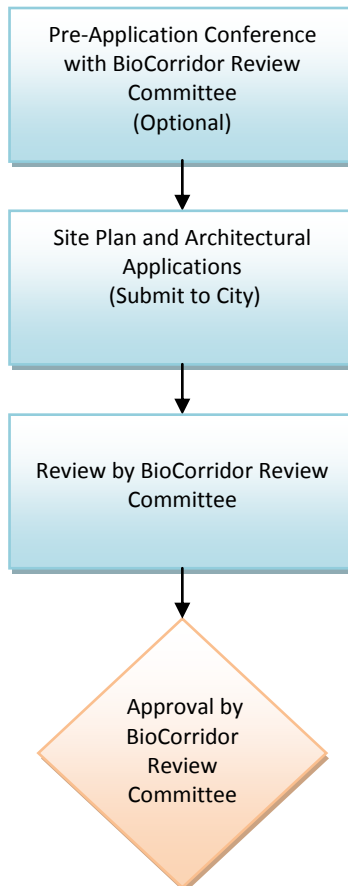 Pre-Application Conference
with BioCorridor Review
Committee
(Optional)
Site Plan and Architectural
Applications
(Submit to City)
Review by BioCorridor Review
Committee
Approval by
BioCorridor
Review
Committee